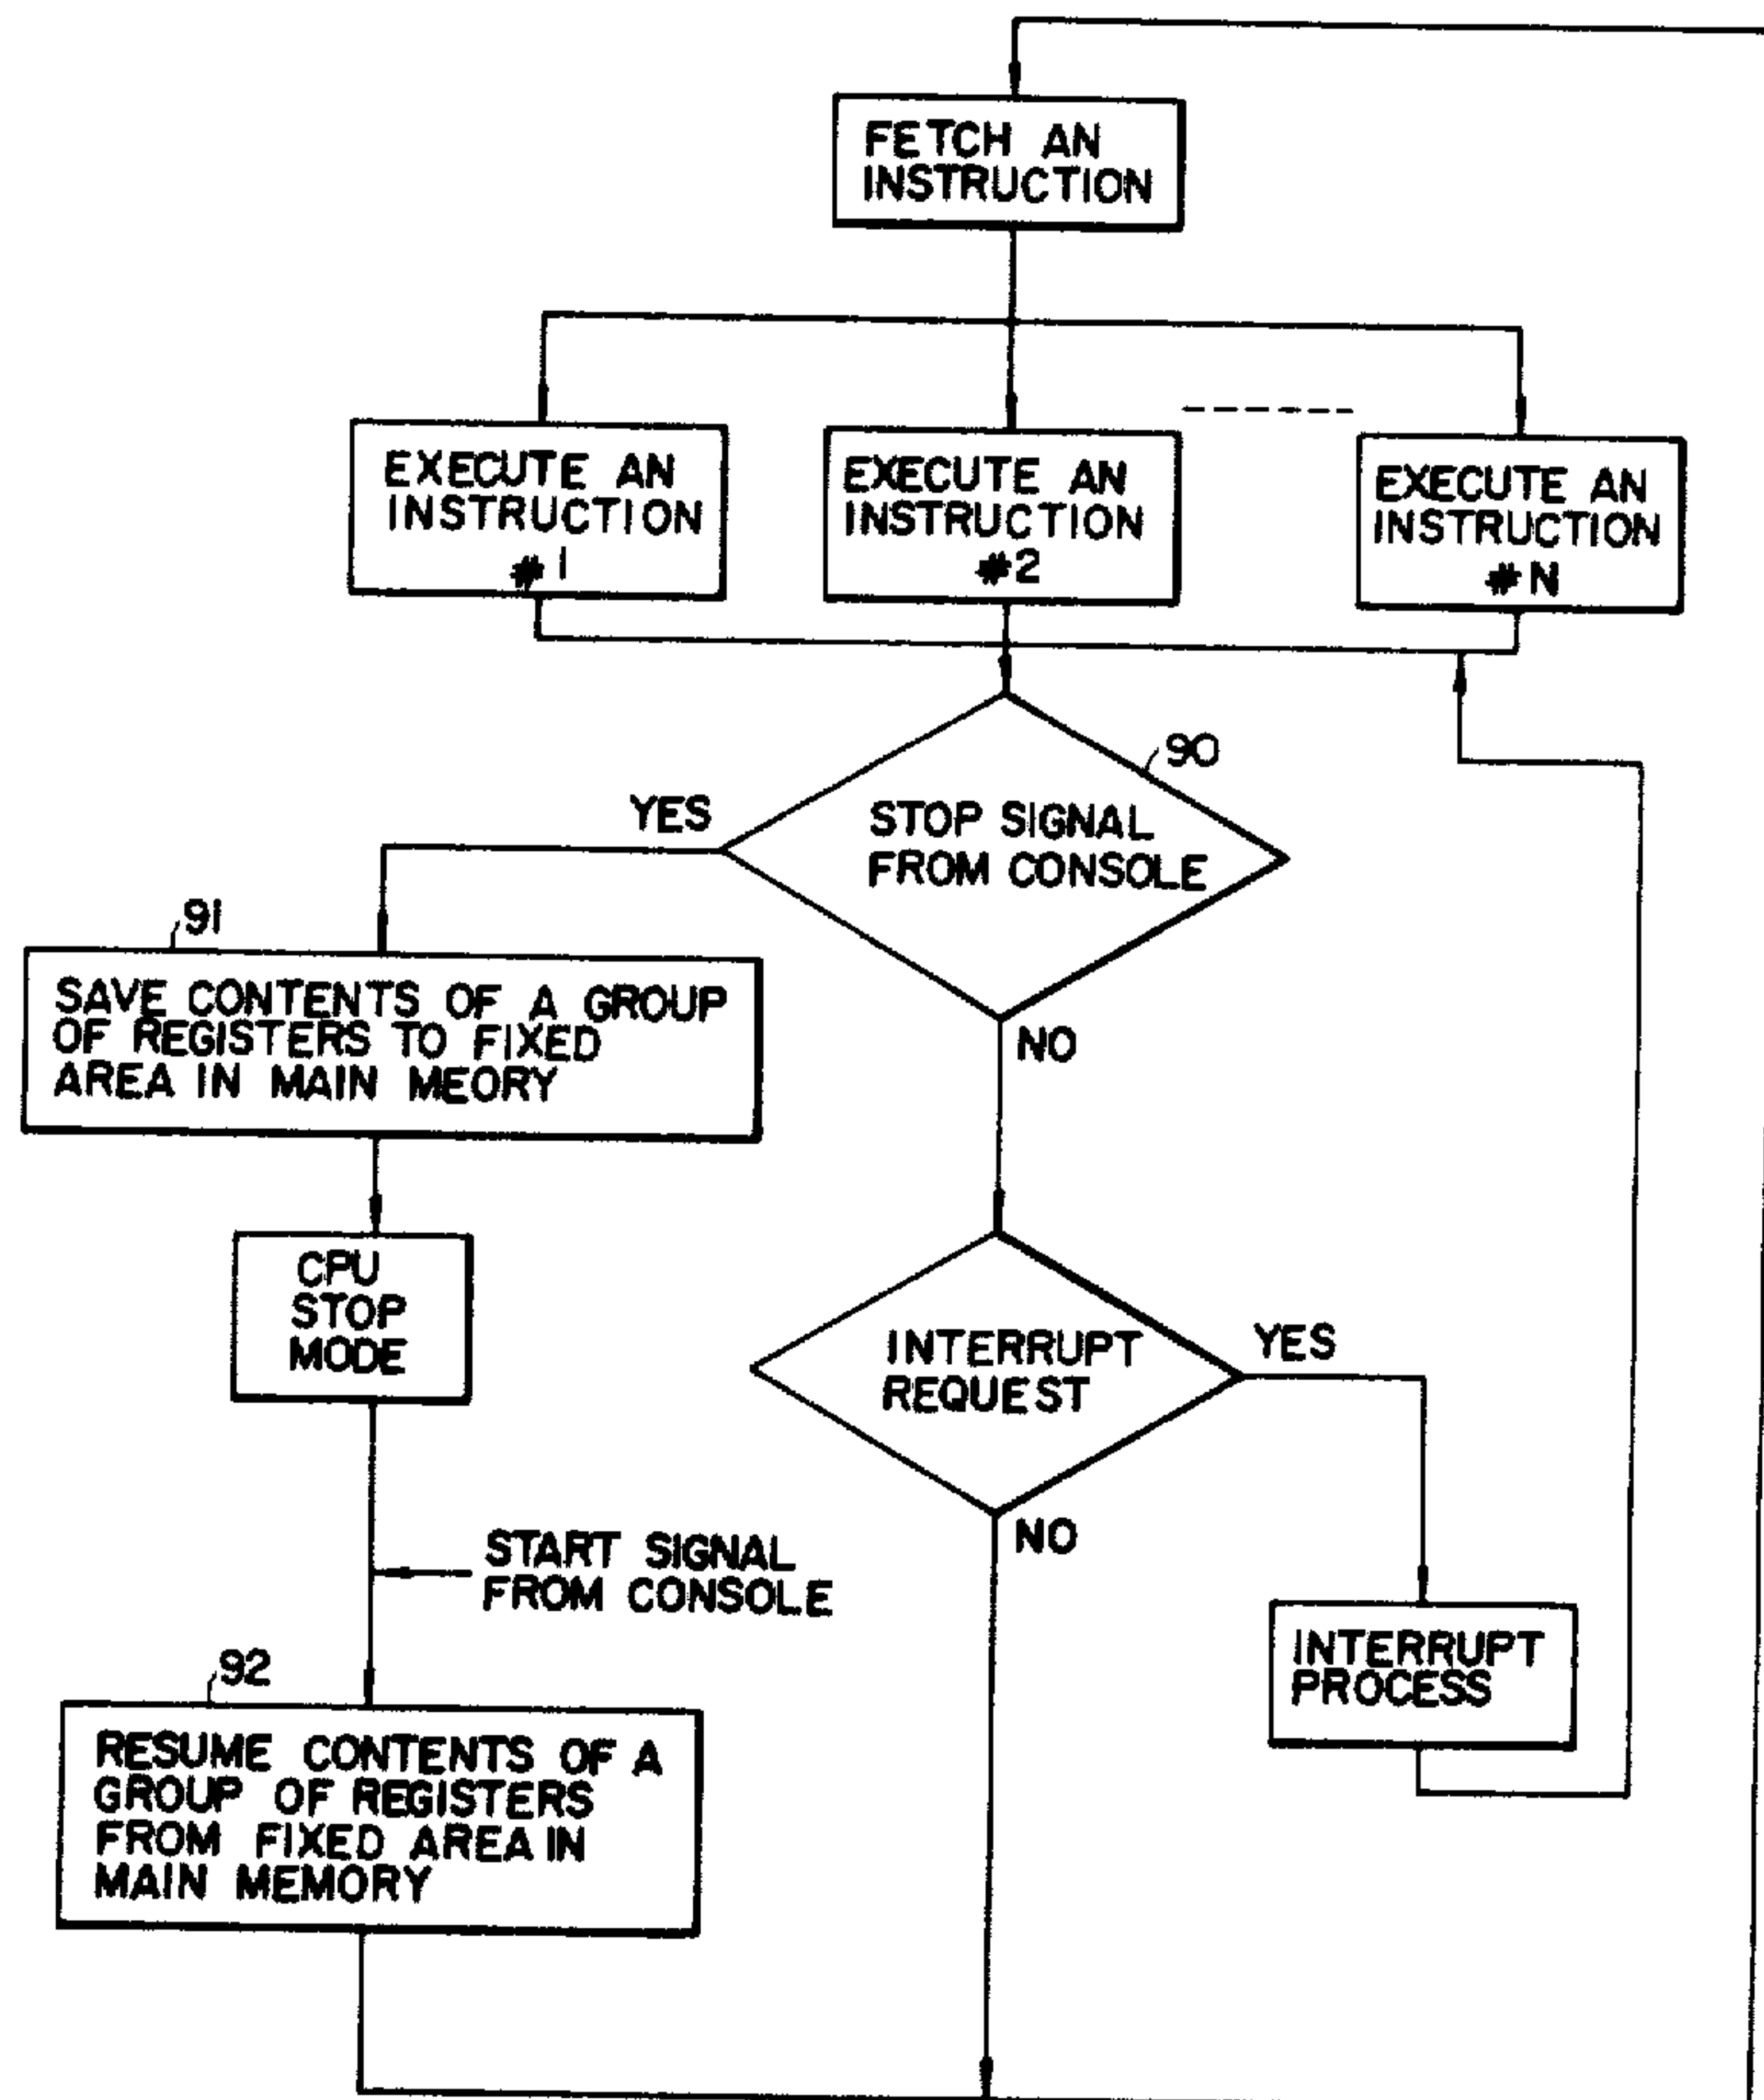 FETCH AN
INSTRUCTION
EXECUTE AN
INSTRUCTION
#1
EXECUTE AN
INSTRUCTION
#2
EXECUTE AN
INSTRUCTION
#N
90
STOP SIGNAL
FROM CONSOLE
YES
NO
91
SAVE CONTENTS OF A GROUP
OF REGISTERS TO FIXED
AREA IN MAIN MEORY
CPU
STOP
MODE
INTERRUPT
REQUEST
YES
NO
START SIGNAL
FROM CONSOLE
INTERRUPT
PROCESS
92
RESUME CONTENTS OF A
GROUP OF REGISTERS
FROM FIXED AREA IN
MAIN MEMORY